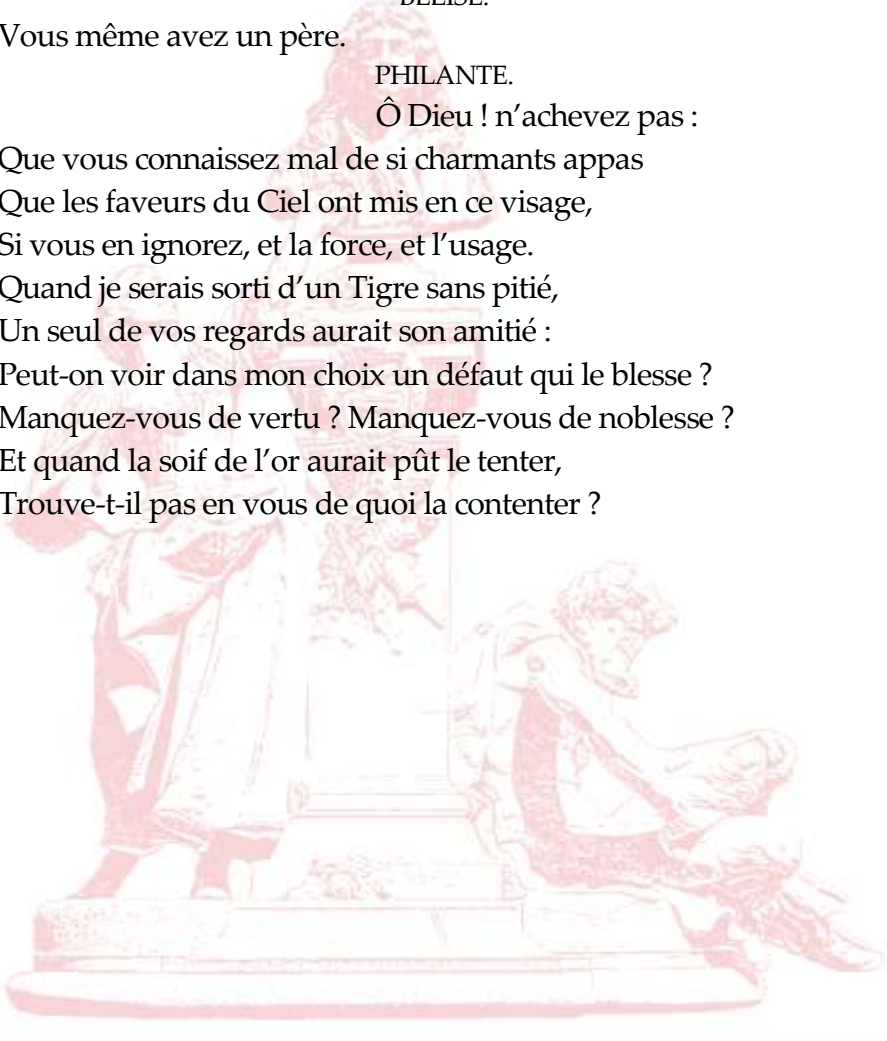 BÉLISE.
Vous même avez un père.
PHILANTE.
Ô Dieu ! n’achevez pas :
Que vous connaissez mal de si charmants appas
Que les faveurs du Ciel ont mis en ce visage,
Si vous en ignorez, et la force, et l’usage.
Quand je serais sorti d’un Tigre sans pitié,
Un seul de vos regards aurait son amitié :
Peut-on voir dans mon choix un défaut qui le blesse ?
Manquez-vous de vertu ? Manquez-vous de noblesse ?
Et quand la soif de l’or aurait pût le tenter,
Trouve-t-il pas en vous de quoi la contenter ?